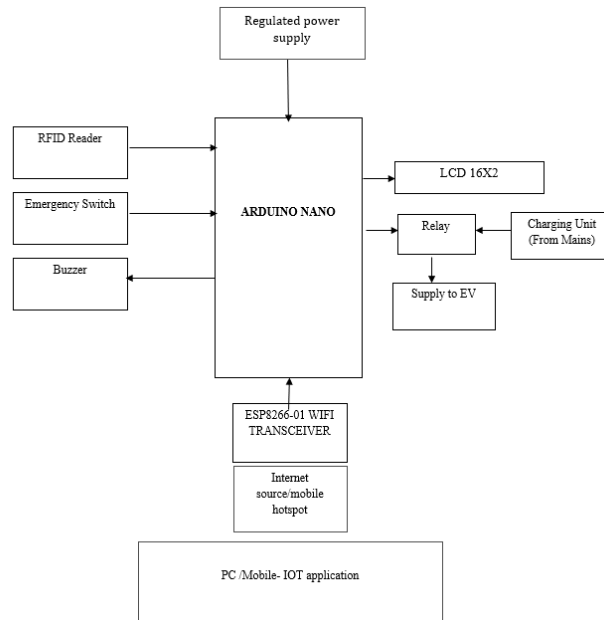 Regulated power
supply
RFID Reader
Emergency Switch
Buzzer
ARDUINO NANO
LCD 16X2
Relay
Charging Unit
(From Mains)
Supply to EV
ESP8266-01 WIFI
TRANSCEIVER
Internet
source/mobile
hotspot
PC /Mobile- IOT application